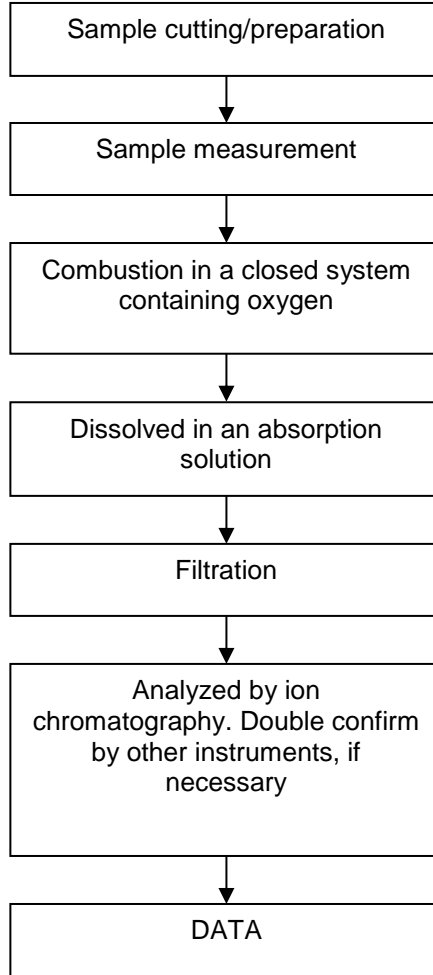 Sample cutting/preparation
Sample measurement
Combustion in a closed system
containing oxygen
Dissolved in an absorption
solution
Filtration
Analyzed by ion
chromatography. Double confirm
by other instruments, if
necessary
DATA